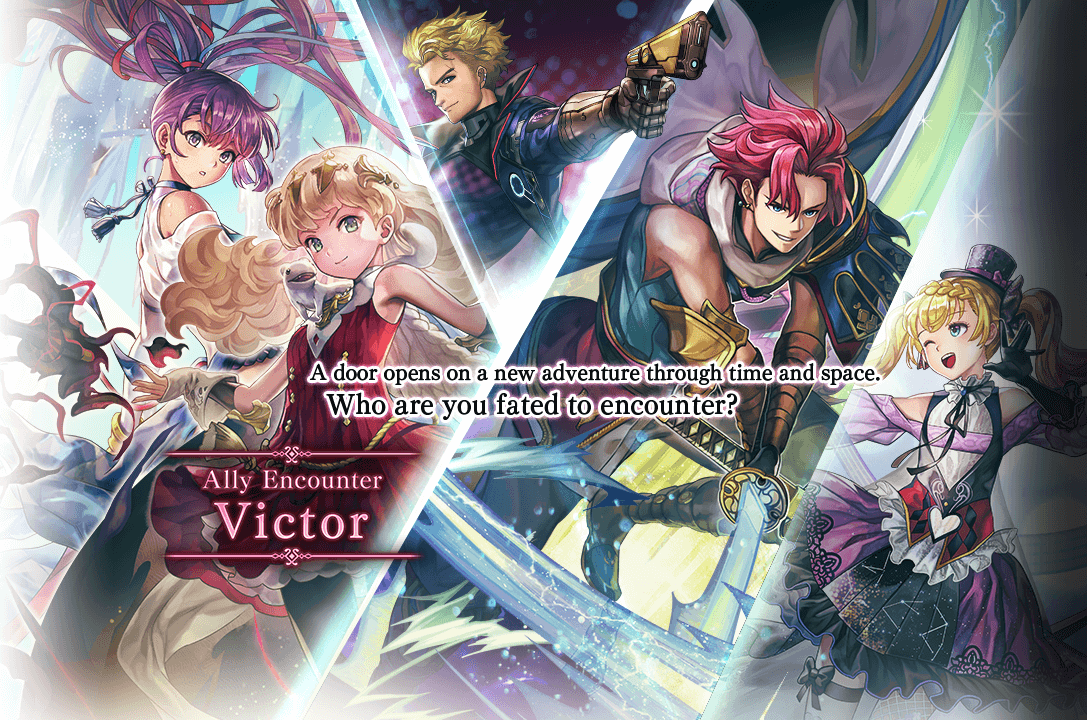 A door opens on a new adventure through time and space.
Who are you fated to encounter?
Ally Encounter
Victor